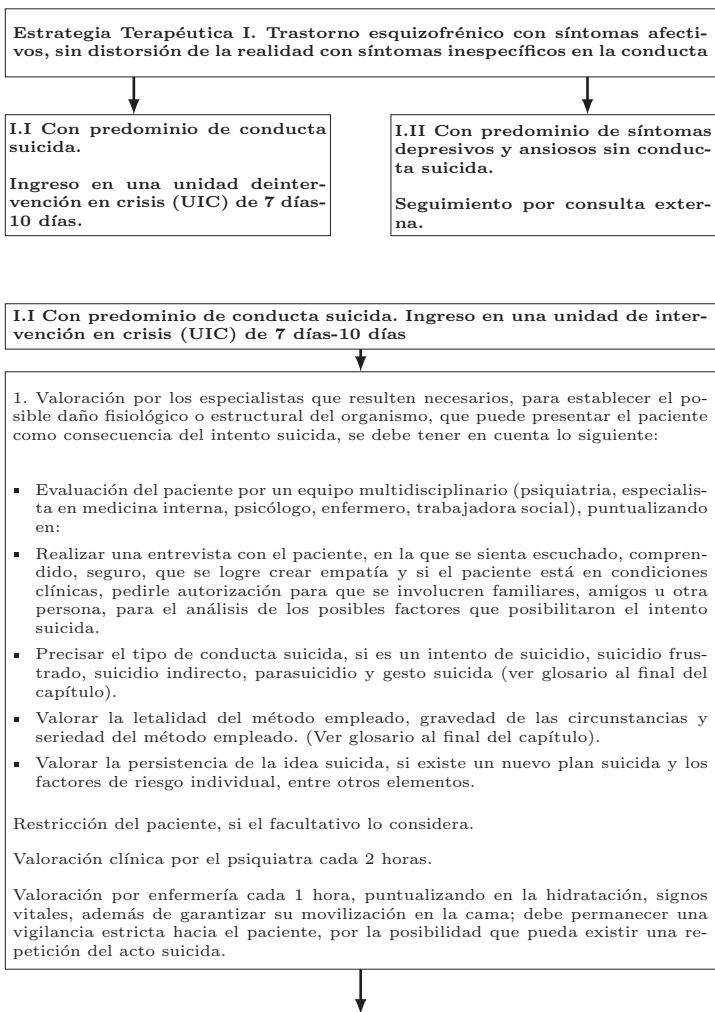 Estrategia Terapéutica I. Trastorno esquizofrénico con síntomas afecti-
vos, sin distorsión de la realidad con síntomas inespecíficos en la conducta
I.I Con predominio de conducta
suicida.
Ingreso en una unidad deinter-
vención en crisis (UIC) de 7 días-
10 días.
I.II Con predominio de síntomas
depresivos y ansiosos sin conduc-
ta suicida.
Seguimiento por consulta exter-
na.
I.I Con predominio de conducta suicida. Ingreso en una unidad de inter-
vención en crisis (UIC) de 7 días-10 días
1. Valoración por los especialistas que resulten necesarios, para establecer el po-
sible daño fisiológico o estructural del organismo, que puede presentar el paciente
como consecuencia del intento suicida, se debe tener en cuenta lo siguiente:
▪ Evaluación del paciente por un equipo multidisciplinario (psiquiatria, especialis-
ta en medicina interna, psicólogo, enfermero, trabajadora social), puntualizando
en:
▪ Realizar una entrevista con el paciente, en la que se sienta escuchado, compren-
dido, seguro, que se logre crear empatía y si el paciente está en condiciones
clínicas, pedirle autorización para que se involucren familiares, amigos u otra
persona, para el análisis de los posibles factores que posibilitaron el intento
suicida.
▪ Precisar el tipo de conducta suicida, si es un intento de suicidio, suicidio frus-
trado, suicidio indirecto, parasuicidio y gesto suicida (ver glosario al final del
capítulo).
▪ Valorar la letalidad del método empleado, gravedad de las circunstancias y
seriedad del método empleado. (Ver glosario al final del capítulo).
▪ Valorar la persistencia de la idea suicida, si existe un nuevo plan suicida y los
factores de riesgo individual, entre otros elementos.
Restricción del paciente, si el facultativo lo considera.
Valoración clínica por el psiquiatra cada 2 horas.
Valoración por enfermería cada 1 hora, puntualizando en la hidratación, signos
vitales, además de garantizar su movilización en la cama; debe permanecer una
vigilancia estricta hacia el paciente, por la posibilidad que pueda existir una re-
petición del acto suicida.